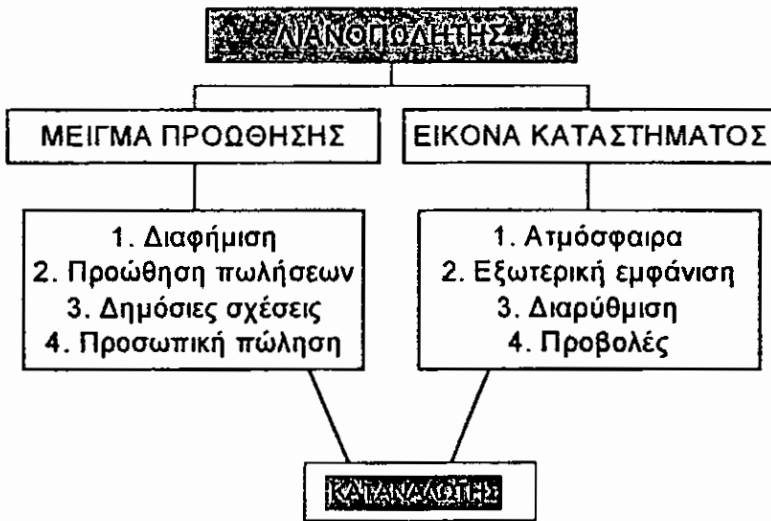 ΛΙΑΝΟΠΩΛΗΤΗΣ
ΜΕΙΓΜΑ ΠΡΟΩΘΗΣΗΣ
ΕΙΚΟΝΑ ΚΑΤΑΣΤΗΜΑΤΟΣ
1. Διαφήμιση
2. Προώθηση πωλήσεων
3. Δημόσιες σχέσεις
4. Προσωπική πώληση
1. Ατμόσφαιρα
2. Εξωτερική εμφάνιση
3. Διαρύθμιση
4. Προβολές
ΚΑΤΑΝΑΛΩΤΗΣ